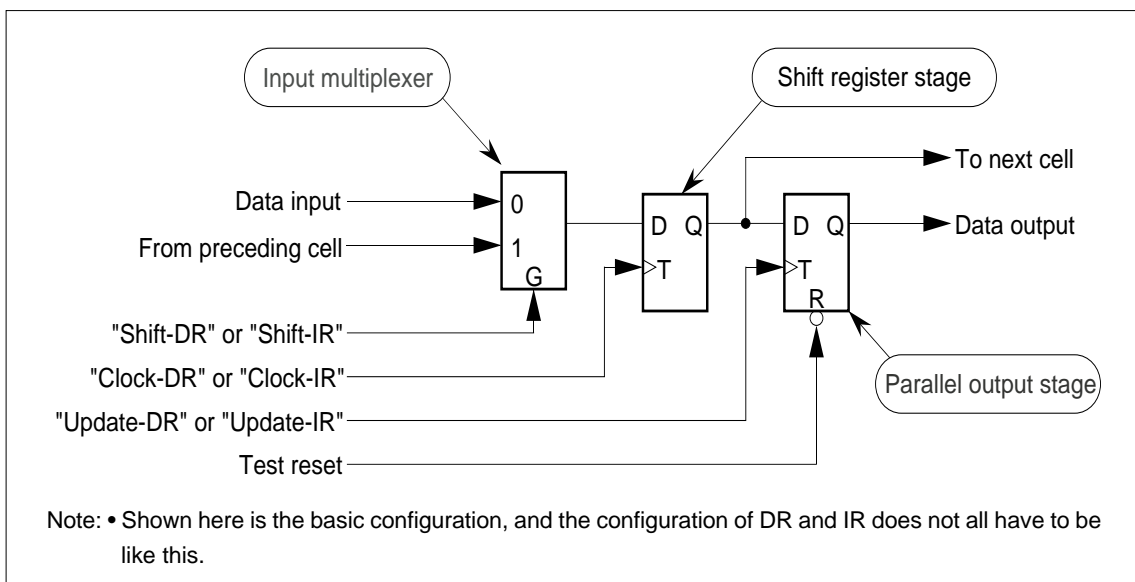 Input multiplexer
Shift register stage
To next cell
Data input
0
D Q
D Q
Data output
From preceding cell
1
T
T
G
R
"Shift-DR" or "Shift-IR"
"Clock-DR" or "Clock-IR"
Parallel output stage
"Update-DR" or "Update-IR"
Test reset
Note: • Shown here is the basic configuration, and the configuration of DR and IR does not all have to be
like this.